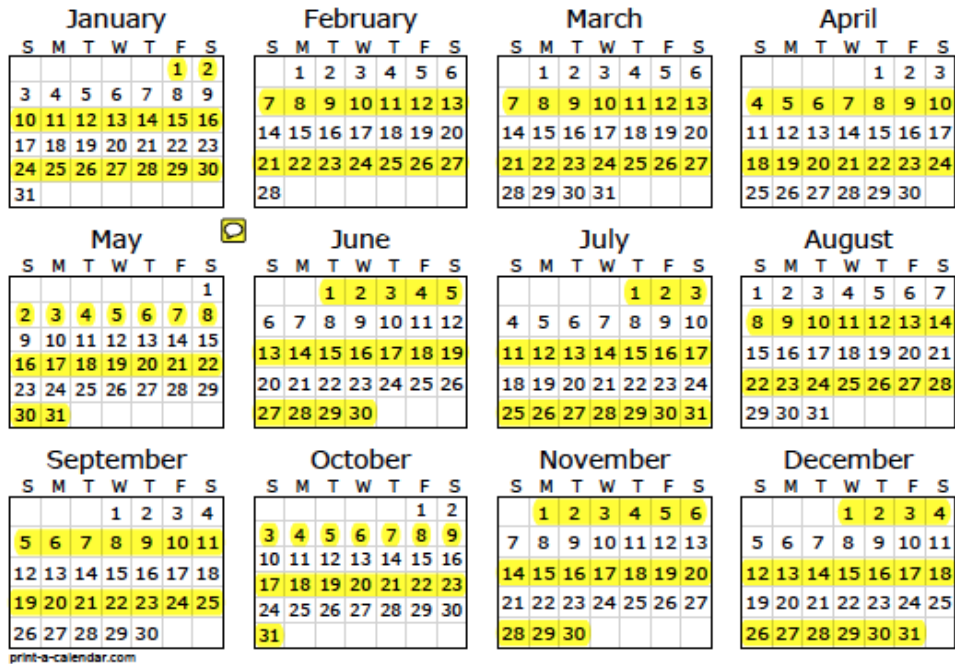 January February March April
S M T W T F S S M T W T F S S M T W T F S S M T W T F S
1 2 1 2 3 4 5 6 1 2 3 4 5 6 1 2 3
3 4 5 6 7 8 9 7 8 9 10 11 12 13 7 8 9 10 11 12 13 4 5 6 7 8 9 10
10 11 12 13 14 15 16 14 15 16 17 18 19 20 14 15 16 17 18 19 20 11 12 13 14 15 16 17
17 18 19 20 21 22 23 21 22 23 24 25 26 27 21 22 23 24 25 26 27 18 19 20 21 22 23 24
24 25 26 27 28 29 30 28 28 29 30 31 25 26 27 28 29 30
31
May June July August
S M T W T F S S M T W T F S S M T W T F S S M T W T F S
1 1 2 3 4 5 1 2 3 1 2 3 4 5 6 7
2 3 4 5 6 7 8 6 7 8 9 10 11 12 4 5 6 7 8 9 10 8 9 10 11 12 13 14
9 10 11 12 13 14 15 13 14 15 16 17 18 19 11 12 13 14 15 16 17 15 16 17 18 19 20 21
16 17 18 19 20 21 22 20 21 22 23 24 25 26 18 19 20 21 22 23 24 22 23 24 25 26 27 28
23 24 25 26 27 28 29 27 28 29 30 25 26 27 28 29 30 31 29 30 31
30 31
September October November December
S M T W T F S S M T W T F S S M T W T F S S M T W T F S
1 2 3 4 1 2 1 2 3 4 5 6 1 2 3 4
5 6 7 8 9 10 11 3 4 5 6 7 8 9 7 8 9 10 11 12 13 5 6 7 8 9 10 11
12 13 14 15 16 17 18 10 11 12 13 14 15 16 14 15 16 17 18 19 20 12 13 14 15 16 17 18
19 20 21 22 23 24 25 17 18 19 20 21 22 23 21 22 23 24 25 26 27 19 20 21 22 23 24 25
26 27 28 29 30 24 25 26 27 28 29 30 28 29 30 26 27 28 29 30 31
31
print-a-calendar.com